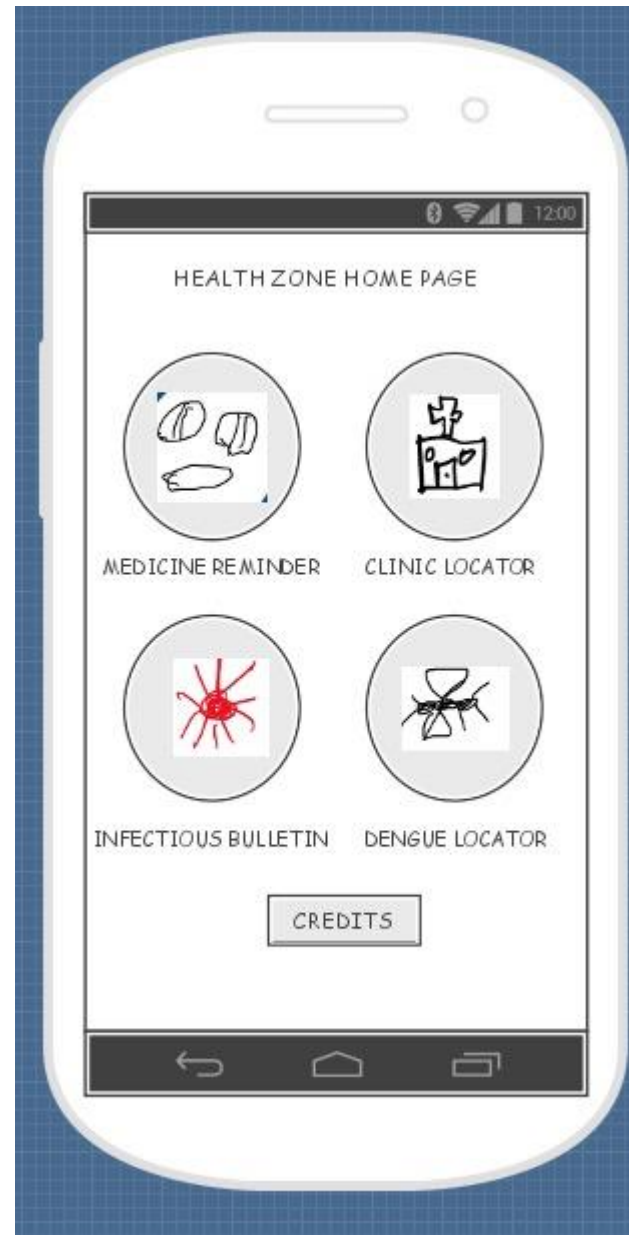 12:00
HEALTH ZONE HOME PAGE
MEDICINE REMINDER
CLINIC LOCATOR
INFECTIOUS BULLETIN
DENGUE LOCATOR
CREDITS